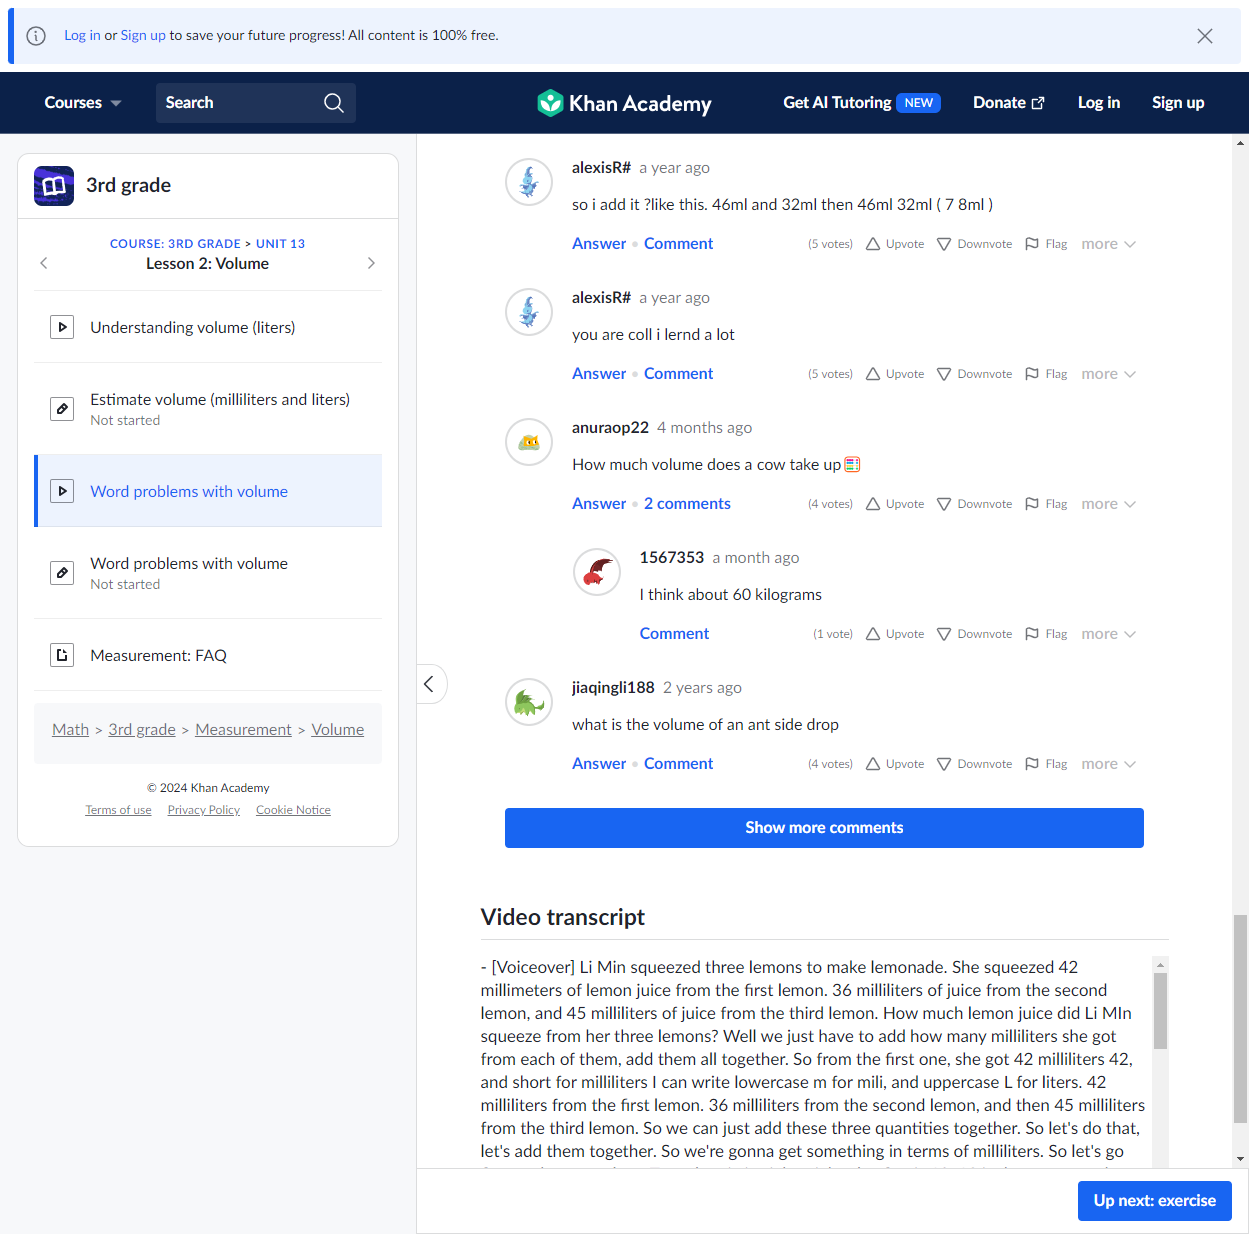 Log in or Sign up to save your future progress! All content is 100% free.
Courses
Search
Khan Academy
Get AI Tutoring NEW
Donate
Log in
Sign up
3rd grade
COURSE: 3RD GRADE > UNIT 13
Lesson 2: Volume
Understanding volume (liters)
Estimate volume (milliliters and liters)
Not started
Word problems with volume
Word problems with volume
Not started
Measurement: FAQ
Math > 3rd grade > Measurement > Volume
© 2024 Khan Academy
Terms of use Privacy Policy Cookie Notice
alexisR# a year ago
so i add it ?like this. 46ml and 32ml then 46ml 32ml ( 7 8ml )
Answer • Comment (5 votes) Upvote Downvote Flag more
alexisR# a year ago
you are coll i lernd a lot
Answer • Comment (5 votes) Upvote Downvote Flag more
anuraop22 4 months ago
How much volume does a cow take up
Answer • 2 comments (4 votes) Upvote Downvote Flag more
1567353 a month ago
I think about 60 kilograms
Comment (1 vote) Upvote Downvote Flag more
jiaqingli188 2 years ago
what is the volume of an ant side drop
Answer • Comment (4 votes) Upvote Downvote Flag more
Show more comments
Video transcript
- [Voiceover] Li Min squeezed three lemons to make lemonade. She squeezed 42
millimeters of lemon juice from the first lemon. 36 milliliters of juice from the second
lemon, and 45 milliliters of juice from the third lemon. How much lemon juice did Li MIn
squeeze from her three lemons? Well we just have to add how many milliliters she got
from each of them, add them all together. So from the first one, she got 42 milliliters 42,
and short for milliliters I can write lowercase m for mili, and uppercase L for liters. 42
milliliters from the first lemon. 36 milliliters from the second lemon, and then 45 milliliters
from the third lemon. So we can just add these three quantities together. So let's do that,
let's add them together. So we're gonna get something in terms of milliliters. So let's go
Up next: exercise